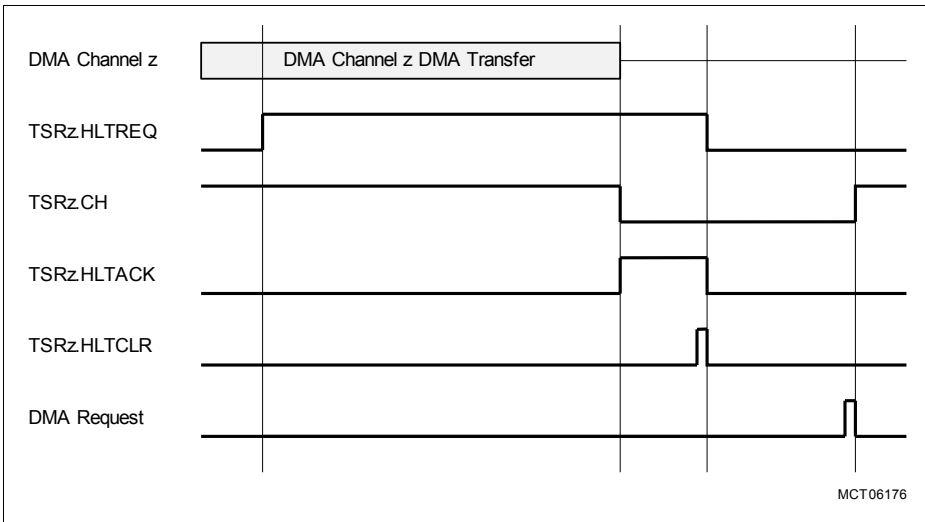 DMA Channel z
DMA Channel z DMA Transfer
TSRz.HLTREQ
TSRz.CH
TSRz.HLTACK
TSRz.HLTCLR
DMA Request
MCT06176